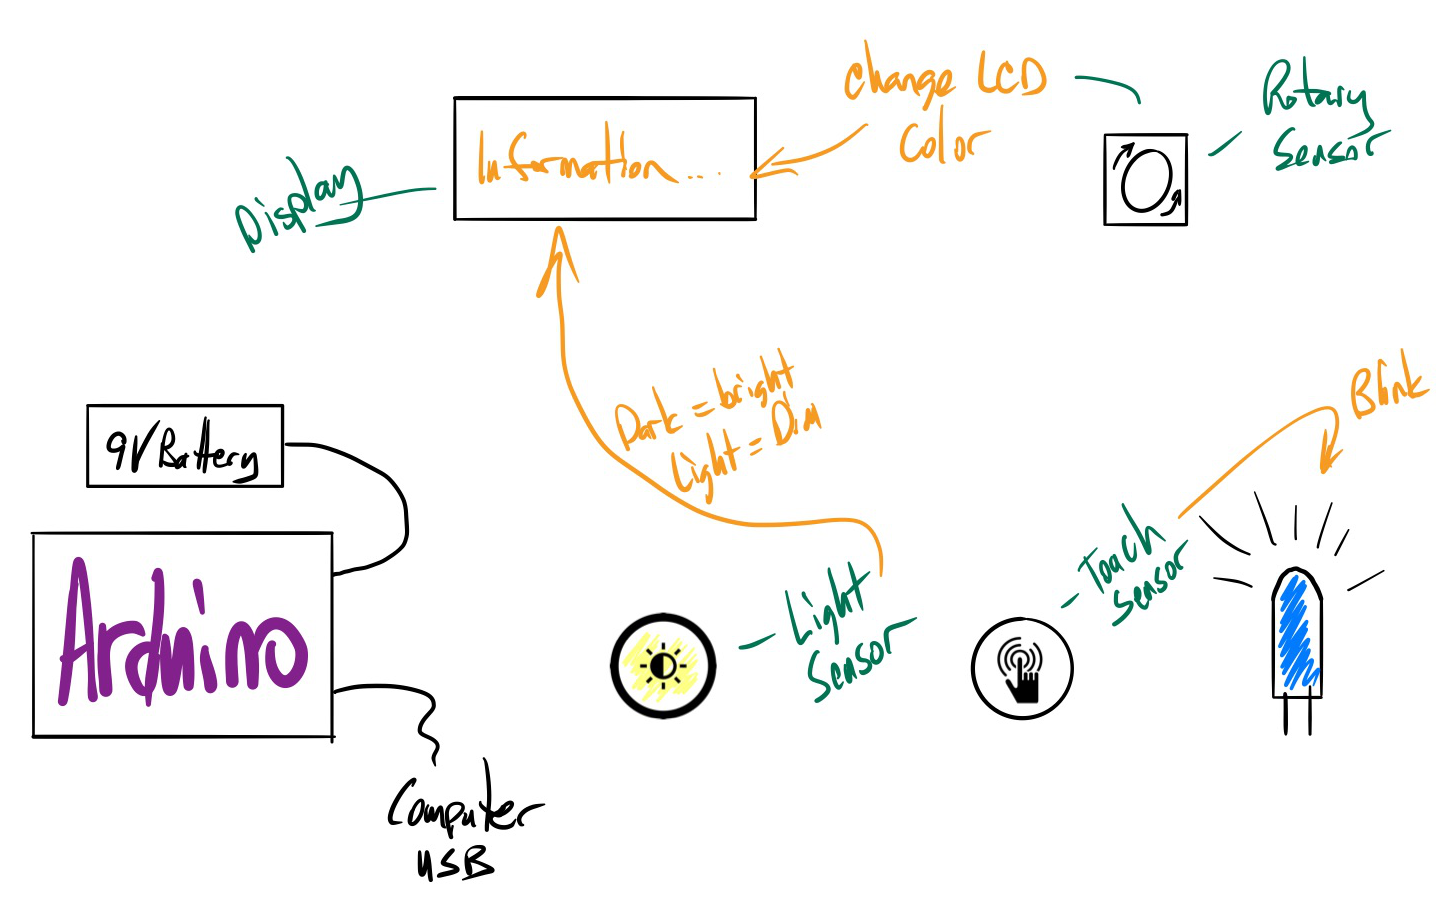 Change LCD
Color
Rotary
Sensor
Information...
Display
Dark = bright
Light = Dim
Blink
9V Battery
Arduino
Touch
Sensor
Light
Sensor
Computer
USB